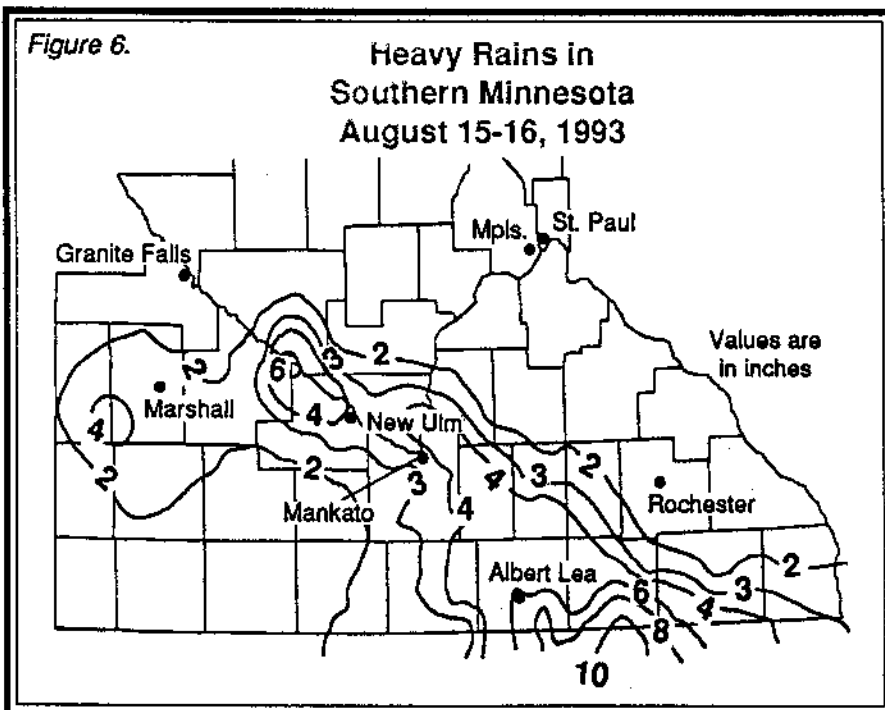 Figure 6.
Heavy Rains in
Southern Minnesota
August 15-16, 1993
Mpls. St. Paul
Granite Falls
Values are
in inches
2
3
2
6
Marshall
4
New Ulm
4
2
2
3
4
4
3
2
Mankato
Rochester
Albert Lea
6
4
3
2
8
10